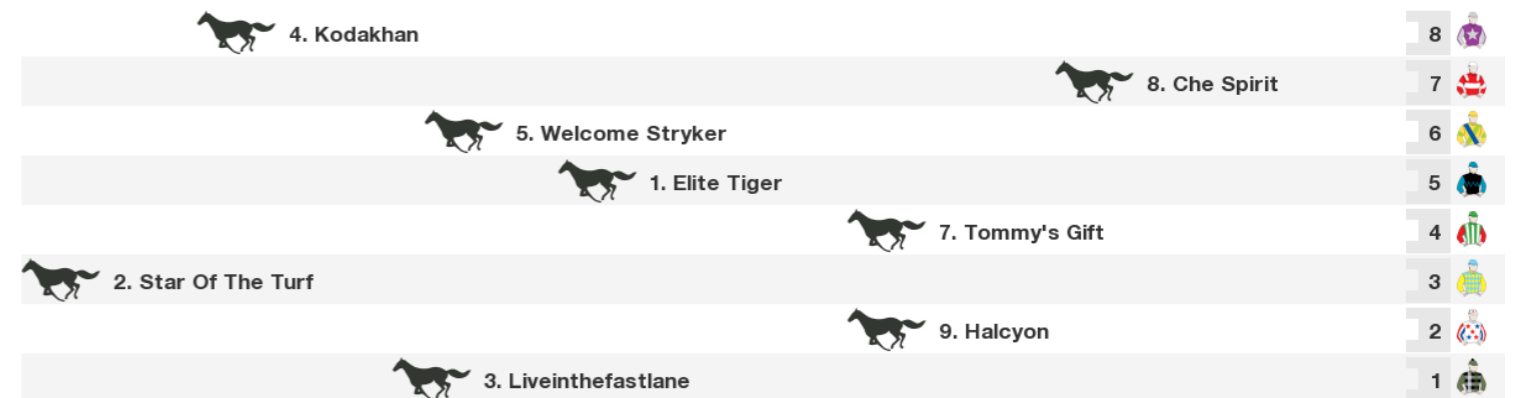 4. Kodakhan 8
8. Che Spirit 7
5. Welcome Stryker 6
1. Elite Tiger 5
7. Tommy's Gift 4
2. Star Of The Turf 3
9. Halcyon 2
3. Liveinthefastlane 1